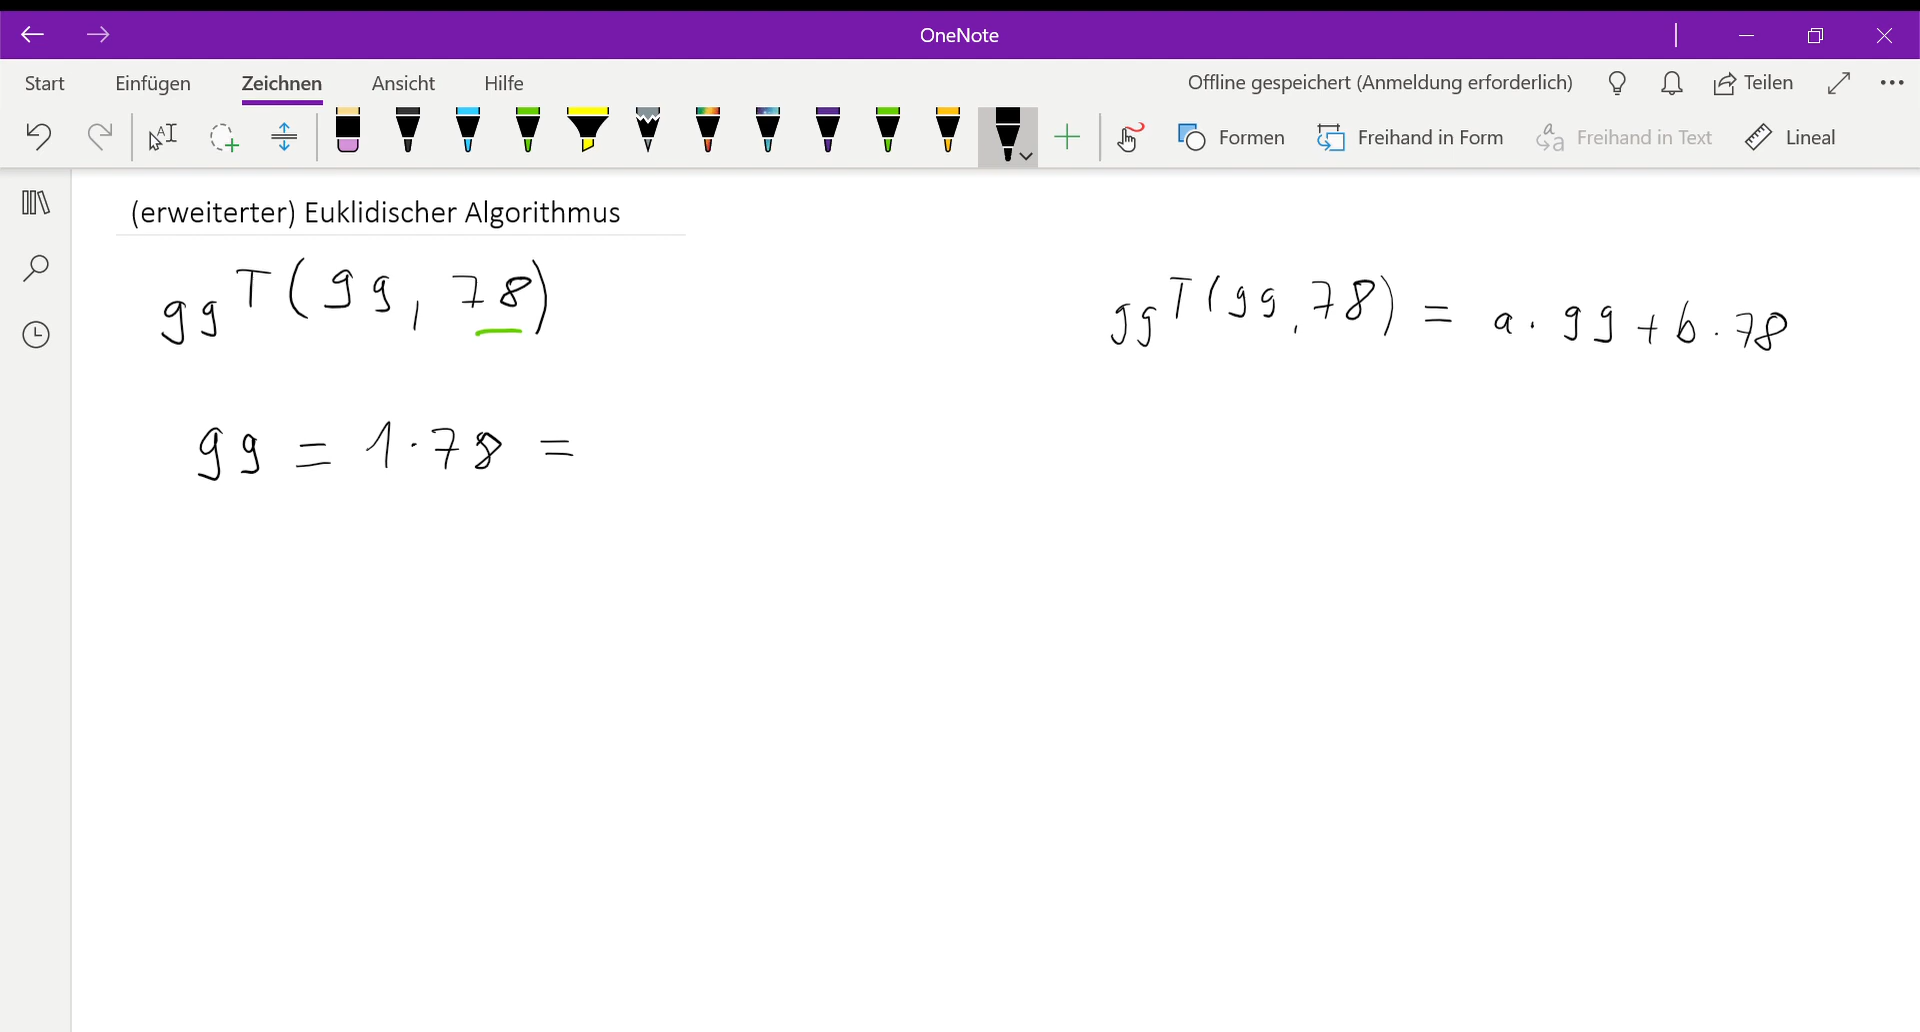 OneNote
Start Einfügen Zeichnen Ansicht Hilfe Offline gespeichert (Anmeldung erforderlich) Teilen
Formen Freihand in Form Freihand in Text Lineal
(erweiterter) Euklidischer Algorithmus
ggT(99, 78)
ggT(99, 78) = a · 99 + b · 78
99 = 1 · 78 =